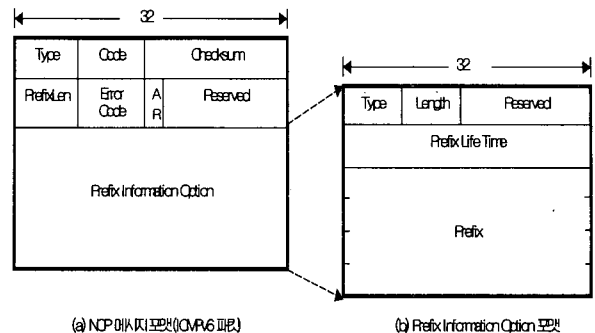 32
Type Code Checksum
PrefixLen Error Code A R Reserved
Prefix Information Option
32
Type Length Reserved
Prefix Life Time
Prefix
(a) NCP 메시지 포맷(ICMPv6 패킷)
(b) Prefix Information Option 포맷